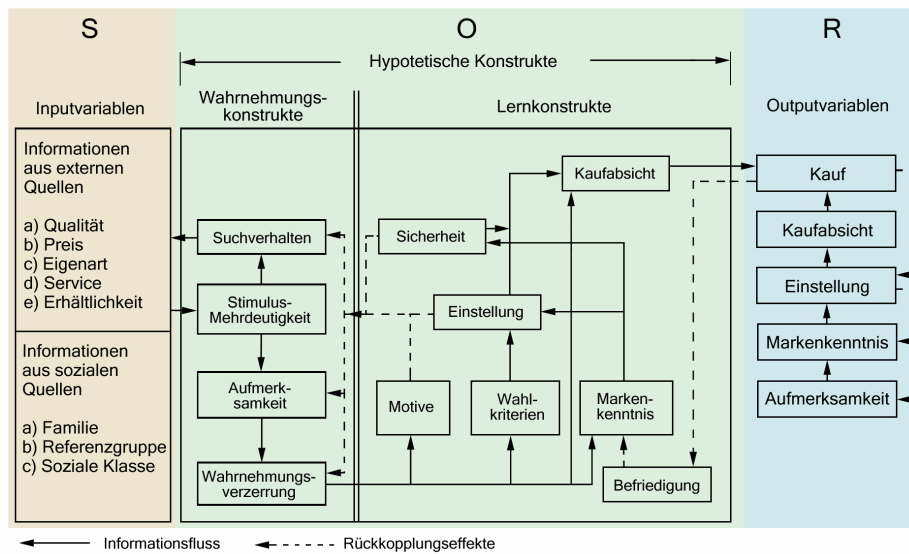 S
O
R
Hypotetische Konstrukte
Inputvariablen
Wahrnehmungs-
konstrukte
Lernkonstrukte
Outputvariablen
Informationen
aus externen
Quellen
a) Qualität
b) Preis
c) Eigenart
d) Service
e) Erhältlichkeit
Informationen
aus sozialen
Quellen
a) Familie
b) Referenzgruppe
c) Soziale Klasse
Suchverhalten
Stimulus-
Mehrdeutigkeit
Aufmerk-
samkeit
Wahrnehmungs-
verzerrung
Kaufabsicht
Sicherheit
Einstellung
Motive
Wahl-
kriterien
Marken-
kenntnis
Befriedigung
Kauf
Kaufabsicht
Einstellung
Markenkenntnis
Aufmerksamkeit
Informationsfluss
Rückkopplungseffekte